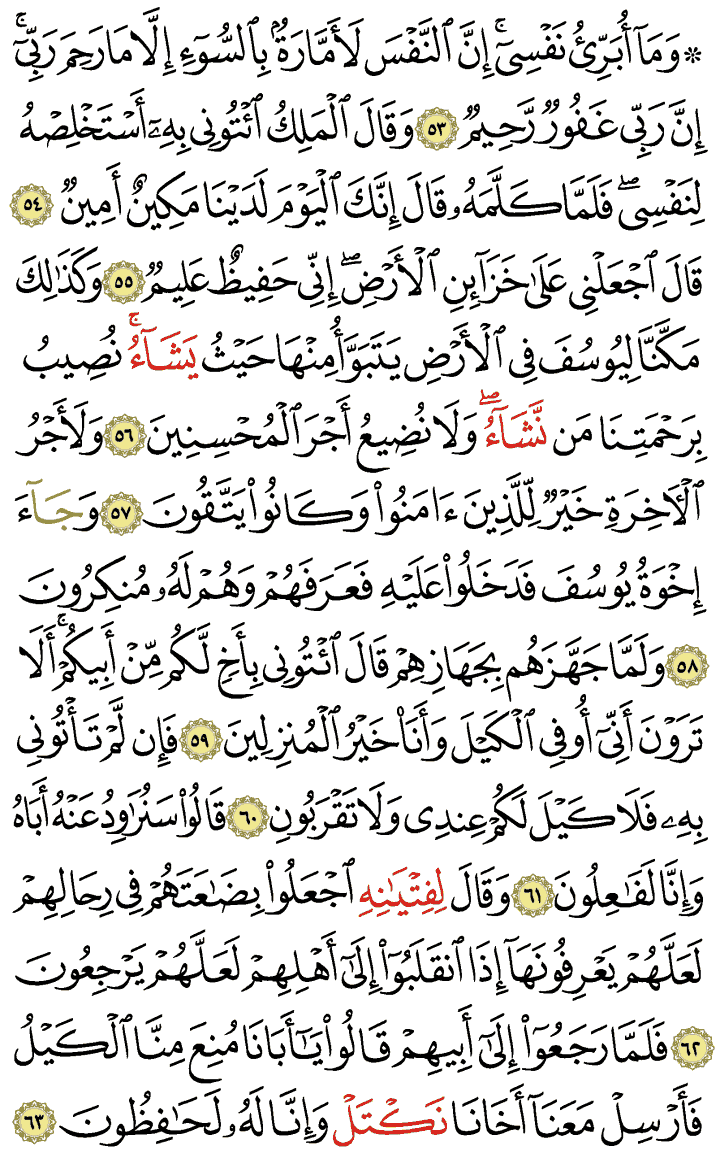 ۞ وَمَآ أُبَرِّئُ نَفۡسِيٓۚ إِنَّ ٱلنَّفۡسَ لَأَمَّارَةُۢ بِٱلسُّوٓءِ إِلَّا مَا رَحِمَ رَبِّيٓۚ
إِنَّ رَبِّي غَفُورٞ رَّحِيمٞ ٥٣ وَقَالَ ٱلۡمَلِكُ ٱئۡتُونِي بِهِۦٓ أَسۡتَخۡلِصۡهُ
لِنَفۡسِيۖ فَلَمَّا كَلَّمَهُۥ قَالَ إِنَّكَ ٱلۡيَوۡمَ لَدَيۡنَا مَكِينٌ أَمِينٞ ٥٤
قَالَ ٱجۡعَلۡنِي عَلَىٰ خَزَآئِنِ ٱلۡأَرۡضِۖ إِنِّي حَفِيظٌ عَلِيمٞ ٥٥ وَكَذَٰلِكَ
مَكَّنَّا لِيُوسُفَ فِي ٱلۡأَرۡضِ يَتَبَوَّأُ مِنۡهَا حَيۡثُ يَشَآءُۚ نُصِيبُ
بِرَحۡمَتِنَا مَن نَّشَآءُۖ وَلَا نُضِيعُ أَجۡرَ ٱلۡمُحۡسِنِينَ ٥٦ وَلَأَجۡرُ
ٱلۡأٓخِرَةِ خَيۡرٞ لِّلَّذِينَ ءَامَنُواْ وَكَانُواْ يَتَّقُونَ ٥٧ وَجَآءَ
إِخۡوَةُ يُوسُفَ فَدَخَلُواْ عَلَيۡهِ فَعَرَفَهُمۡ وَهُمۡ لَهُۥ مُنكِرُونَ
٥٨ وَلَمَّا جَهَّزَهُم بِجَهَازِهِمۡ قَالَ ٱئۡتُونِي بِأَخٖ لَّكُم مِّنۡ أَبِيكُمۡۚ أَلَا
تَرَوۡنَ أَنِّيٓ أُوفِي ٱلۡكَيۡلَ وَأَنَا۠ خَيۡرُ ٱلۡمُنزِلِينَ ٥٩ فَإِن لَّمۡ تَأۡتُونِي
بِهِۦ فَلَا كَيۡلَ لَكُمۡ عِندِي وَلَا تَقۡرَبُونِ ٦٠ قَالُواْ سَنُرَٰوِدُ عَنۡهُ أَبَاهُ
وَإِنَّا لَفَٰعِلُونَ ٦١ وَقَالَ لِفِتۡيَٰنِهِ ٱجۡعَلُواْ بِضَٰعَتَهُمۡ فِي رِحَالِهِمۡ
لَعَلَّهُمۡ يَعۡرِفُونَهَآ إِذَا ٱنقَلَبُوٓاْ إِلَىٰٓ أَهۡلِهِمۡ لَعَلَّهُمۡ يَرۡجِعُونَ
٦٢ فَلَمَّا رَجَعُوٓاْ إِلَىٰٓ أَبِيهِمۡ قَالُواْ يَٰٓأَبَانَا مُنِعَ مِنَّا ٱلۡكَيۡلُ
فَأَرۡسِلۡ مَعَنَآ أَخَانَا نَكۡتَلۡ وَإِنَّا لَهُۥ لَحَٰفِظُونَ ٦٣